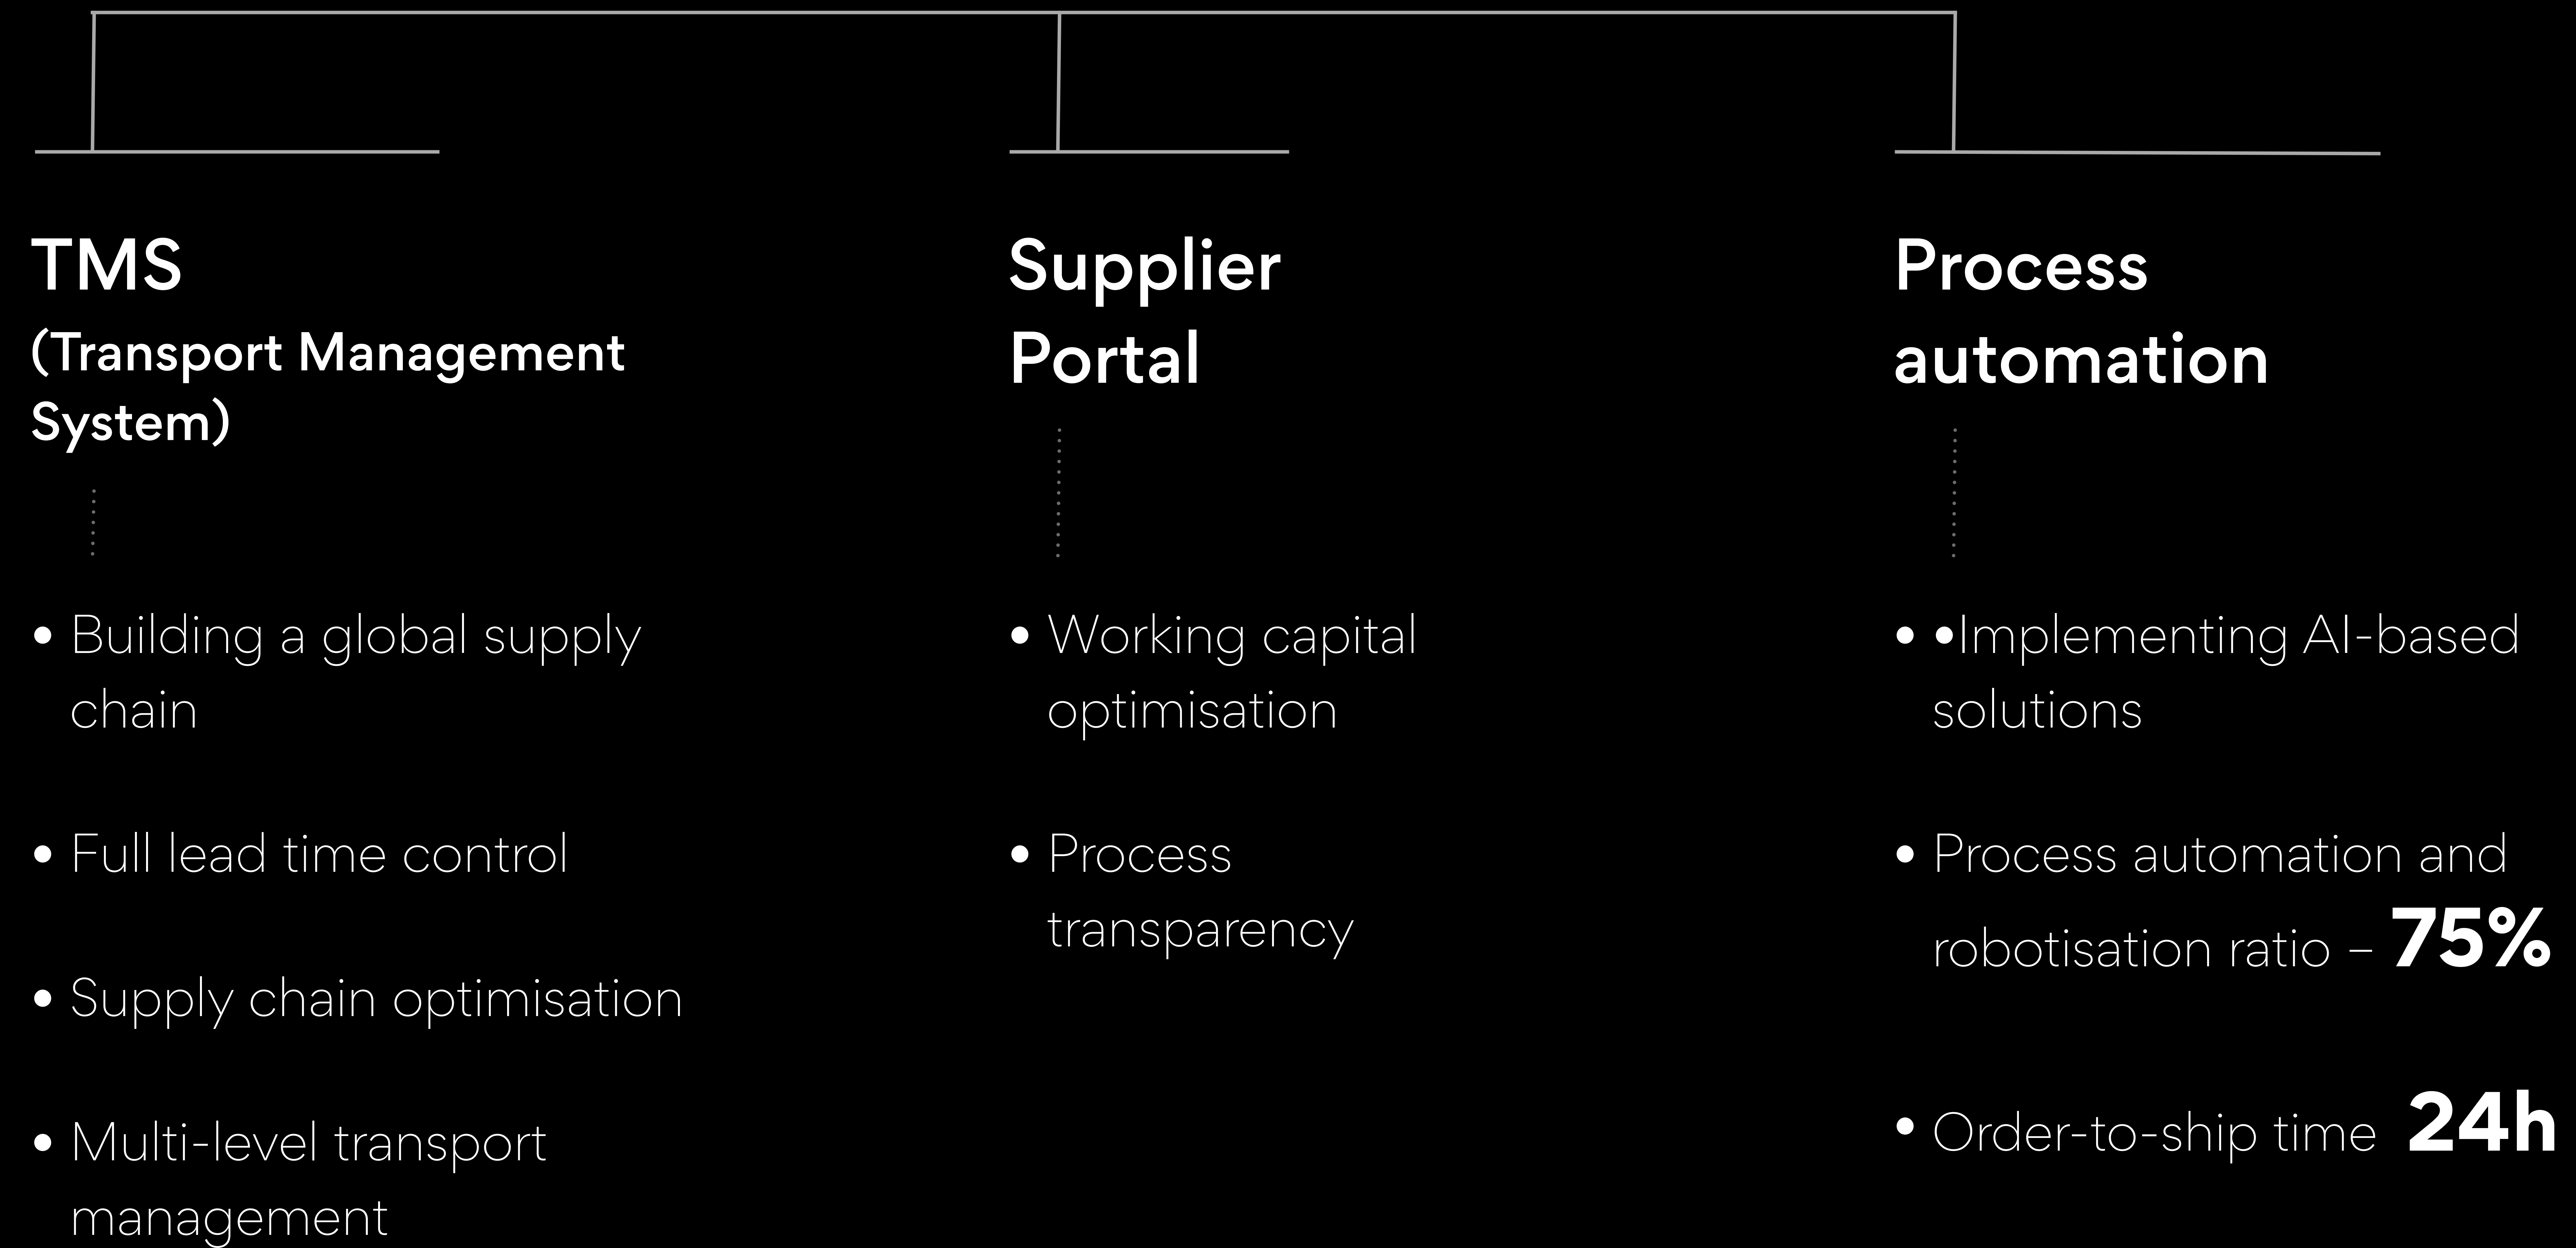 TMS
(Transport Management
System)
• Building a global supply
chain
• Full lead time control
• Supply chain optimisation
• Multi-level transport
management
Supplier
Portal
• Working capital
optimisation
• Process
transparency
Process
automation
• •Implementing AI-based
solutions
• Process automation and
robotisation ratio – 75%
• Order-to-ship time 24h